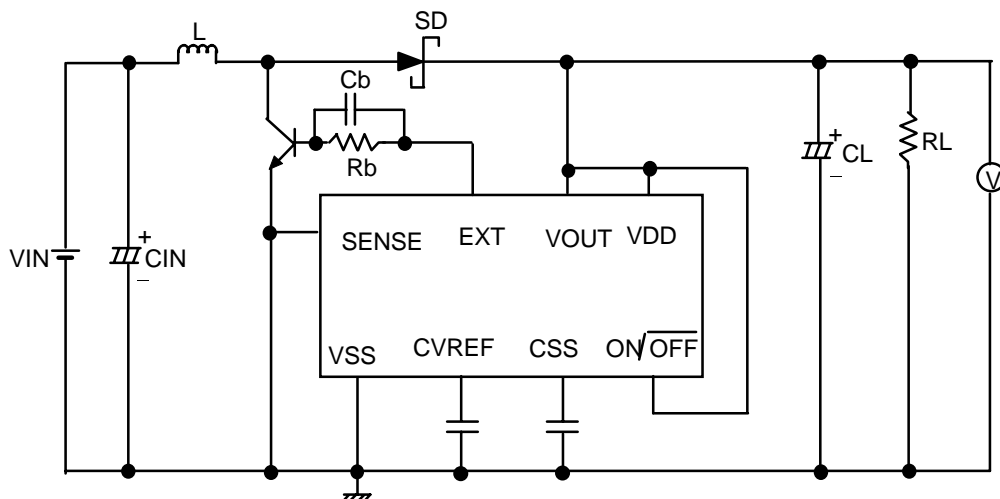 SD
L
Cb
Rb
+
CL
–
RL
V
SENSE
EXT
VOUT
VDD
VIN
+
CIN
–
VSS
CVREF
CSS
ON/OFF